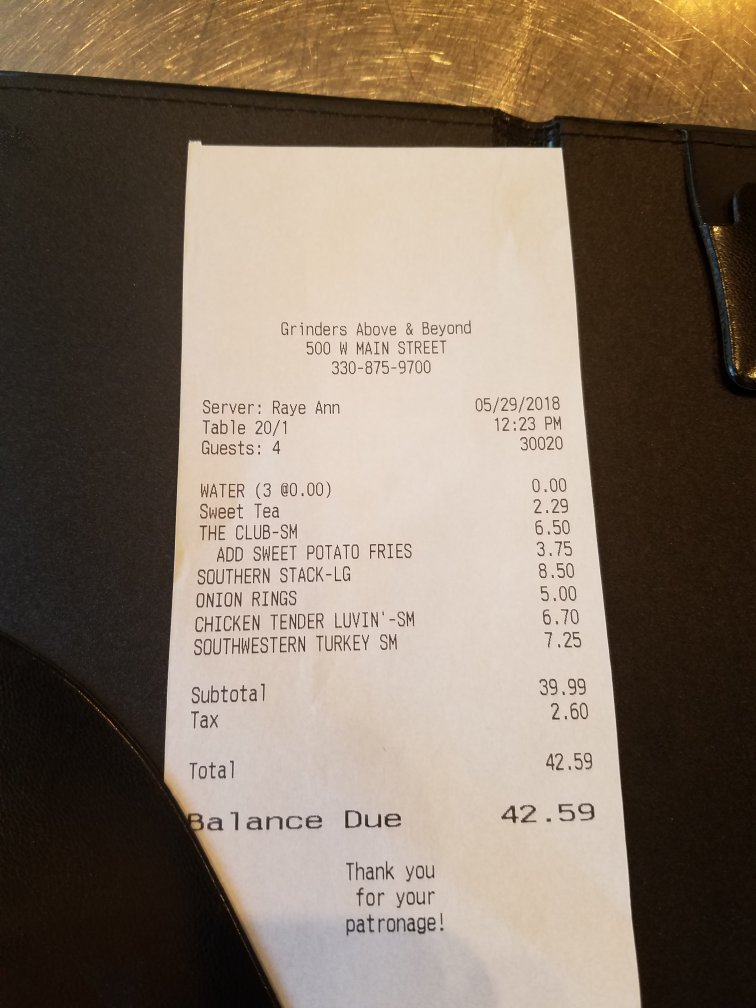 Grinders Above & Beyond
500 W MAIN STREET
330-875-9700
Server: Raye Ann 05/29/2018
Table 20/1 12:23 PM
Guests: 4 30020
WATER (3 @0.00) 0.00
Sweet Tea 2.29
THE CLUB-SM 6.50
ADD SWEET POTATO FRIES 3.75
SOUTHERN STACK-LG 8.50
ONION RINGS 5.00
CHICKEN TENDER LUVIN'-SM 6.70
SOUTHWESTERN TURKEY SM 7.25
Subtotal 39.99
Tax 2.60
Total 42.59
Balance Due 42.59
Thank you
for your
patronage!